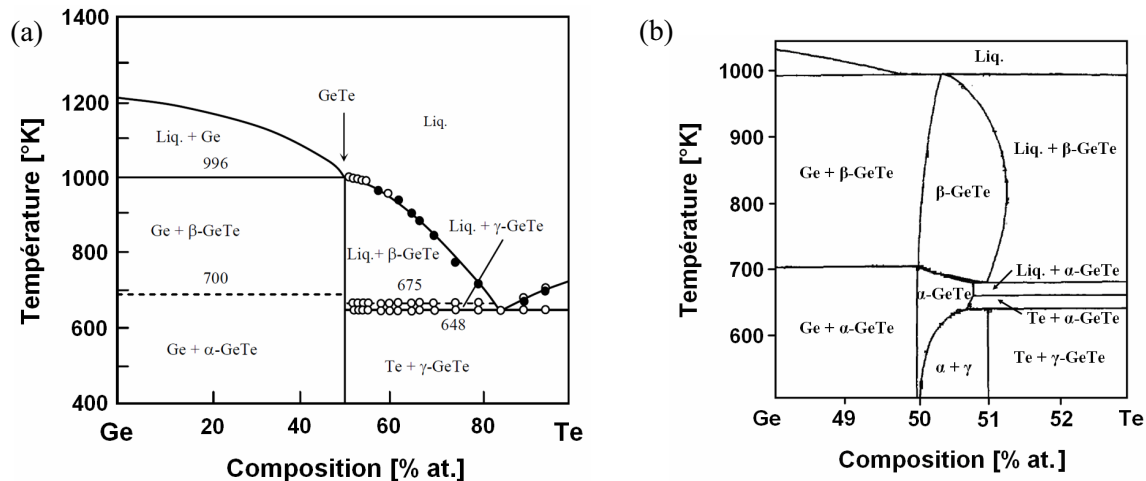 (a)
1400
1200
1000
800
600
400
Température [°K]
GeTe
Liq.
Liq. + Ge
996
Ge + β-GeTe
Liq. + γ-GeTe
Liq.+ β-GeTe
700
675
648
Ge + α-GeTe
Te + γ-GeTe
Ge
20
40
60
80
Te
Composition [% at.]
(b)
1000
900
800
700
600
Température [°K]
Liq.
Liq. + β-GeTe
Ge + β-GeTe
β-GeTe
Liq. + α-GeTe
α-GeTe
Te + α-GeTe
Ge + α-GeTe
α + γ
Te + γ-GeTe
Ge
49
50
51
52
Te
Composition [% at.]